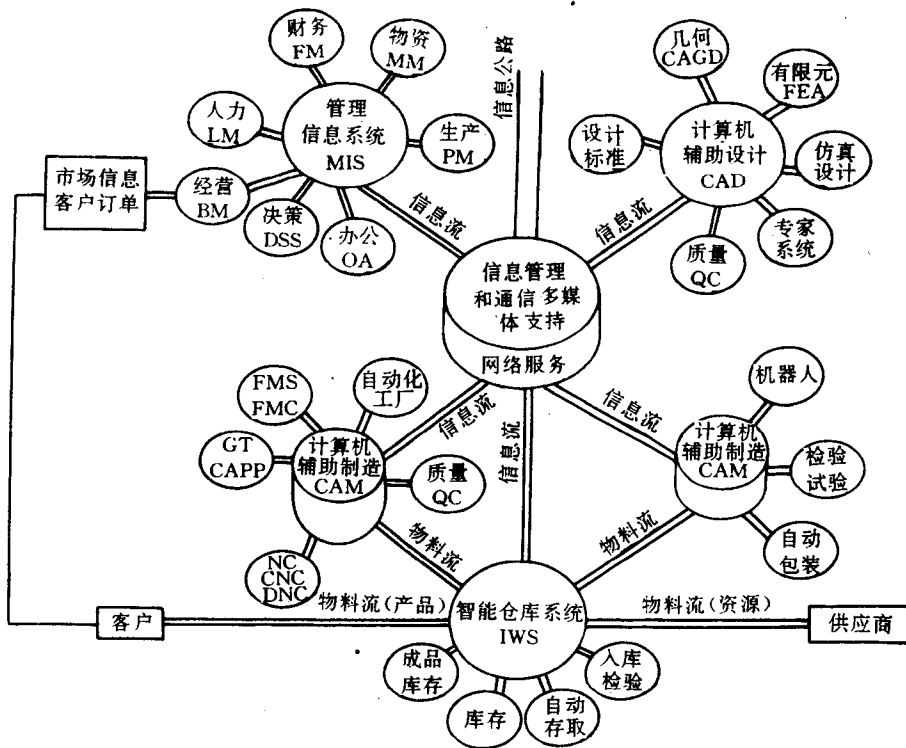 财务
FM
物资
MM
人力
LM
管理
信息系统
MIS
生产
PM
市场信息
客户订单
经营
BM
决策
DSS
办公
OA
信息流
信息公路
几何
CAGD
有限元
FEA
设计
标准
计算机
辅助设计
CAD
仿真
设计
质量
QC
专家
系统
信息流
信息管理
和通信多媒
体支持
网络服务
FMS
FMC
自动化
工厂
GT
CAPP
计算机
辅助制造
CAM
质量
QC
NC
CNC
DNC
信息流
信息流
信息流
机器人
计算机
辅助制造
CAM
检验
试验
自动
包装
物料流
物料流
客户
物料流(产品)
智能仓库系统
IWS
物料流(资源)
供应商
成品
库存
库存
自动
存取
入库
检验